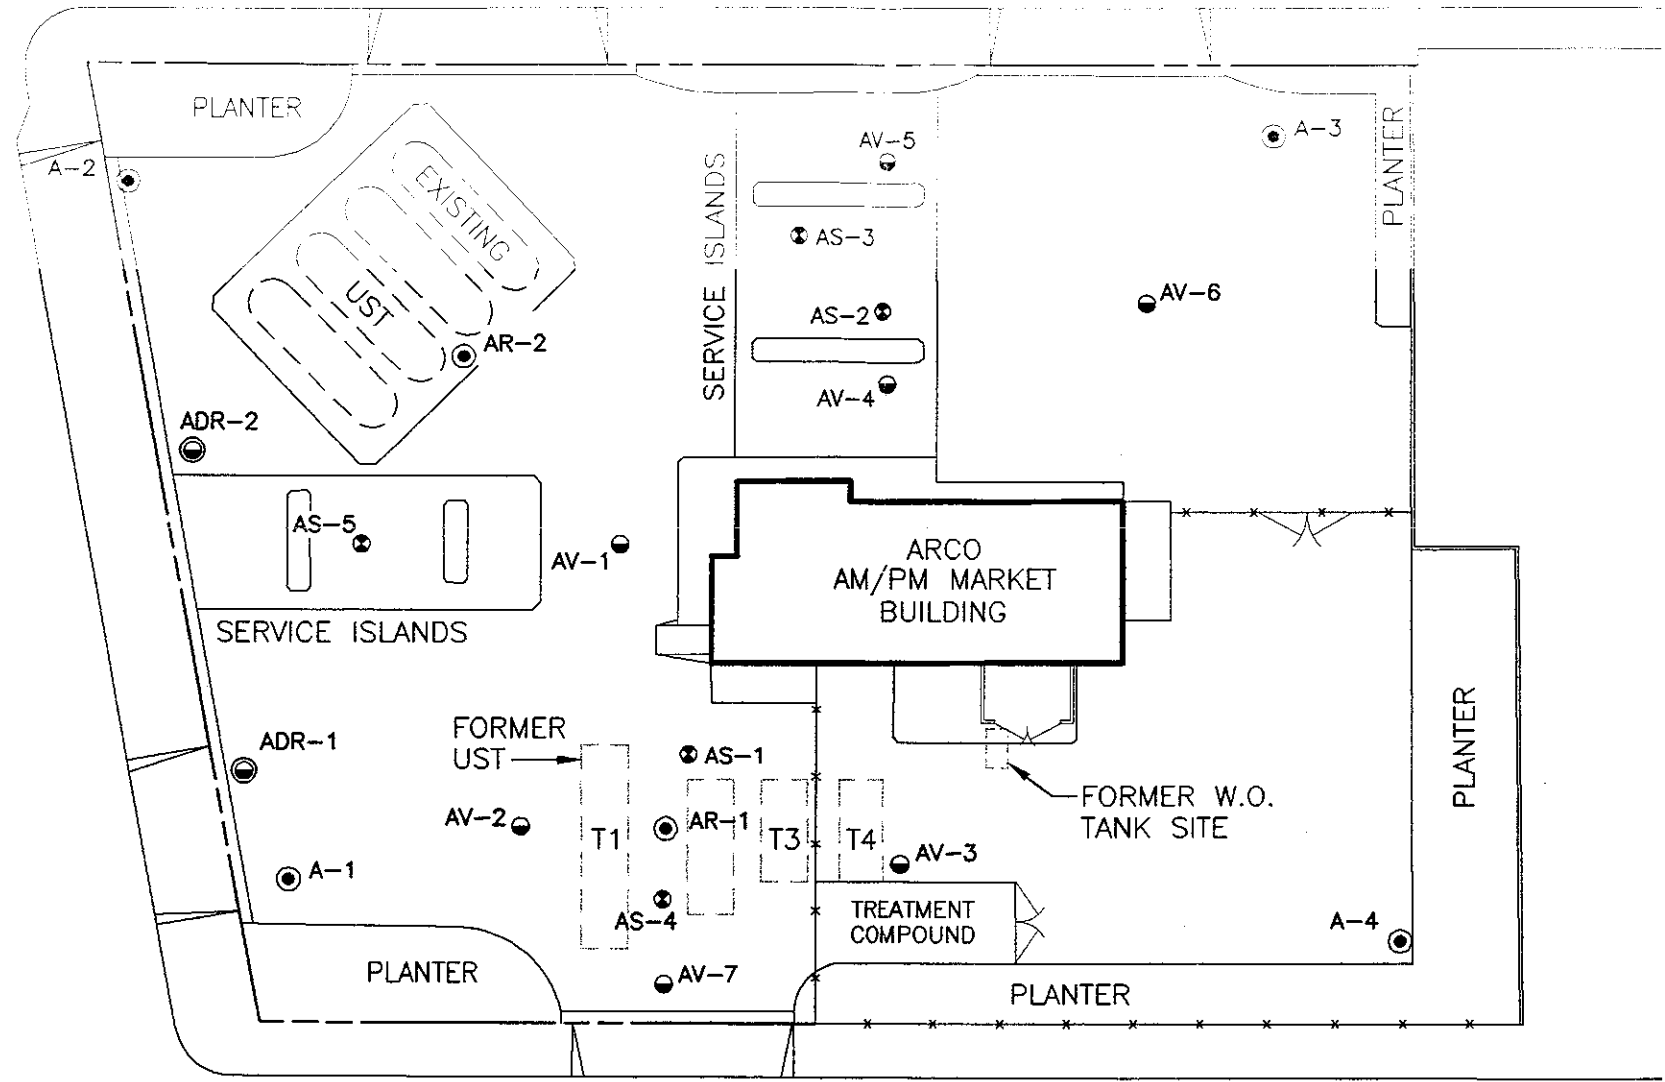 PLANTER
A-3
PLANTER
AV-5
A-2
EXISTING
UST
SERVICE ISLANDS
AS-3
AV-6
AS-2
AR-2
AV-4
ADR-2
AS-5
AV-1
ARCO
AM/PM MARKET
BUILDING
SERVICE ISLANDS
PLANTER
FORMER
UST
ADR-1
AS-1
FORMER W.O.
TANK SITE
AV-2
T1
AR-1
T3
T4
AV-3
A-1
AS-4
TREATMENT
COMPOUND
A-4
PLANTER
AV-7
PLANTER